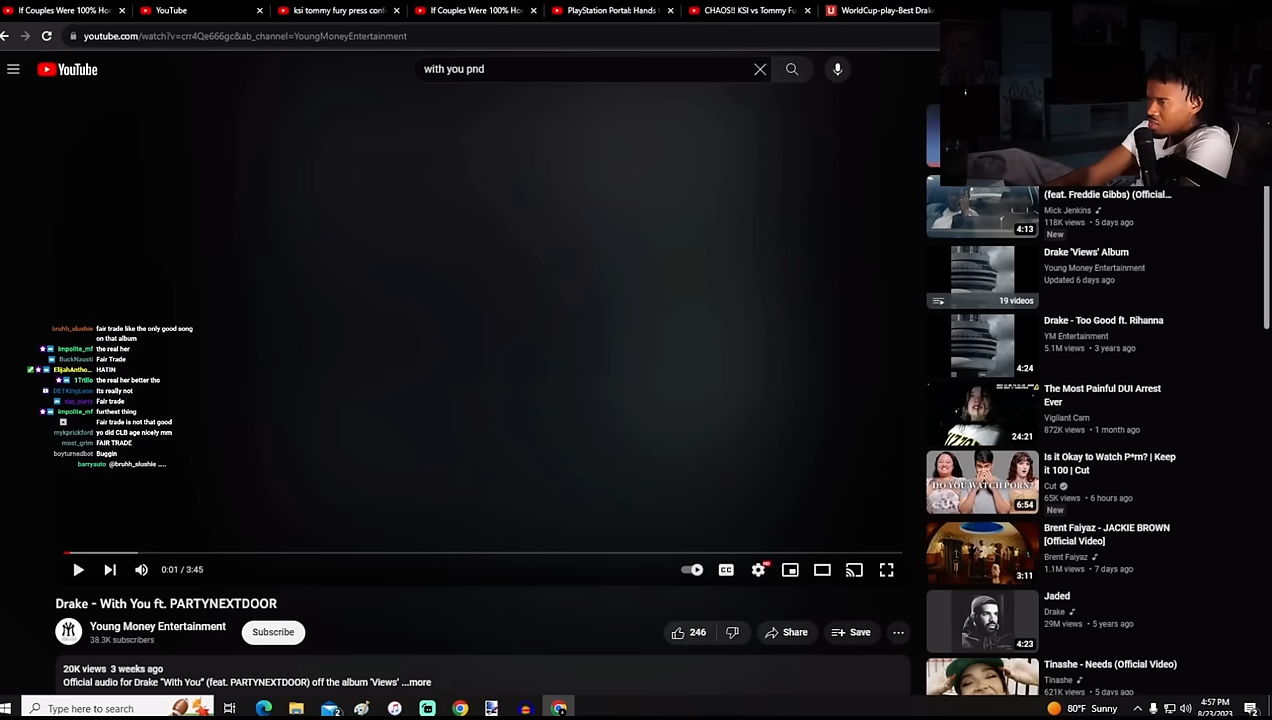 If Couples Were 100% Hor
YouTube
ksi tommy fury press confe
If Couples Were 100% Hor
PlayStation Portal: Hands O
CHAOS!! KSI vs Tommy Fu
WorldCup-play-Best Drake
youtube.com/watch?v=crr4Qe666gc&ab_channel=YoungMoneyEntertainment
YouTube
with you pnd
(feat. Freddie Gibbs) (Official...
Mick Jenkins
118K views • 5 days ago
New
4:13
Drake 'Views' Album
Young Money Entertainment
Updated 6 days ago
19 videos
Drake - Too Good ft. Rihanna
YM Entertainment
5.1M views • 3 years ago
4:24
The Most Painful DUI Arrest
Ever
Vigilant Cam
872K views • 1 month ago
24:21
Is it Okay to Watch P*rn? | Keep
it 100 | Cut
Cut
65K views • 6 hours ago
New
DO YOU WATCH PORN?
6:54
Brent Faiyaz - JACKIE BROWN
[Official Video]
Brent Faiyaz
1.1M views • 7 days ago
3:11
Jaded
Drake
29M views • 5 years ago
4:23
Tinashe - Needs (Official Video)
Tinashe
621K views • 5 days ago
bruhh_slushie fair trade like the only good song
on that album
Impolite_mf the real her
BuckNausti Fair Trade
ElijahAntho... HATIN
1Trillo the real her better tho
DETKingLeon Its really not
day_party Fair trade
Impolite_mf furthest thing
Fair trade is not that good
mykprickford yo did CLB age nicely mm
most_grim FAIR TRADE
boyturnedbot Buggin
barryauto @bruhh_slushie .....
0:01 / 3:45
CC
HD
Drake - With You ft. PARTYNEXTDOOR
Young Money Entertainment
38.3K subscribers
Subscribe
246
Share
Save
20K views 3 weeks ago
Official audio for Drake "With You" (feat. PARTYNEXTDOOR) off the album 'Views' ...more
Type here to search
80°F Sunny
4:57 PM
8/23/2023